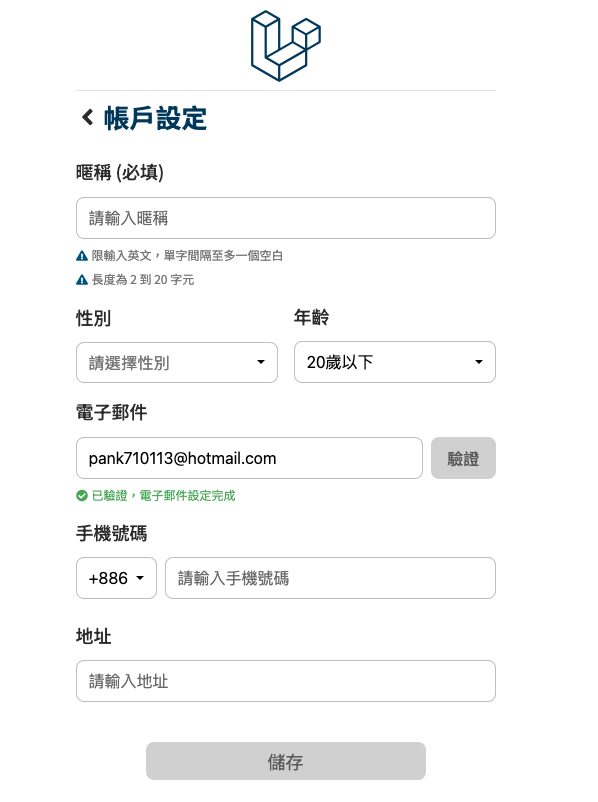 帳戶設定
暱稱 (必填)
請輸入暱稱
限輸入英文，單字間隔至多一個空白
長度為 2 到 20 字元
性別
年齡
請選擇性別
20歲以下
電子郵件
pank710113@hotmail.com
驗證
已驗證，電子郵件設定完成
手機號碼
+886
請輸入手機號碼
地址
請輸入地址
儲存